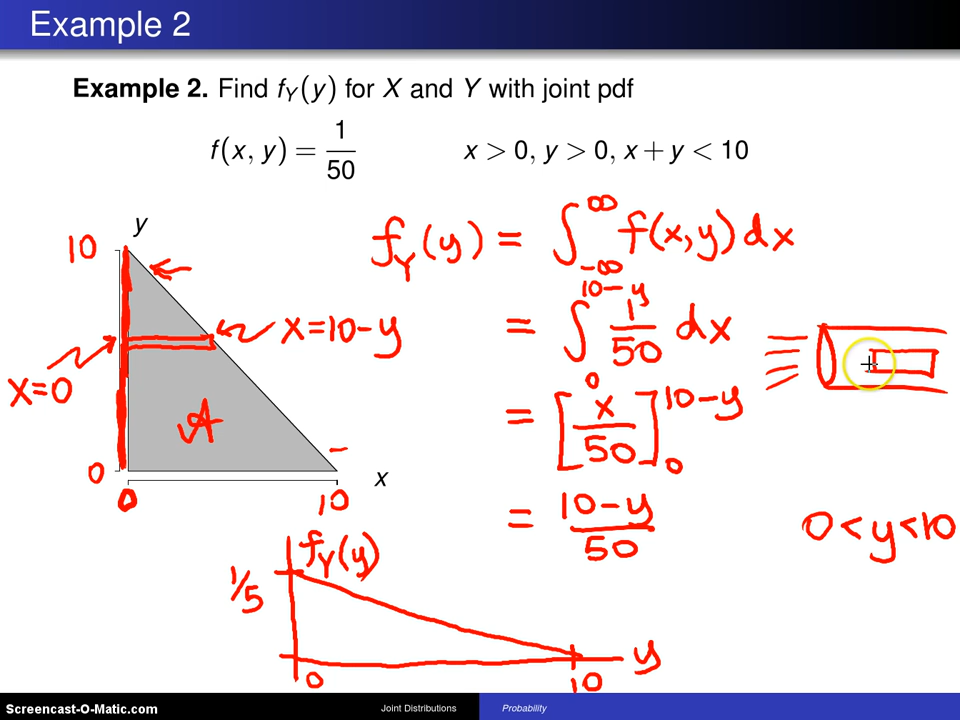 Example 2
Example 2. Find f_Y(y) for X and Y with joint pdf
f(x, y) = 1/50 x > 0, y > 0, x + y < 10
y
10
x=10-y
x=0
A
0
x
0 10
f_Y(y) = ∫_{-∞}^{∞} f(x,y) dx
= ∫_0^{10-y} 1/50 dx
= [x/50]_0^{10-y}
= (10-y)/50 0<y<10
f_Y(y)
1/5
y
0 10
Screencast-O-Matic.com Joint Distributions Probability